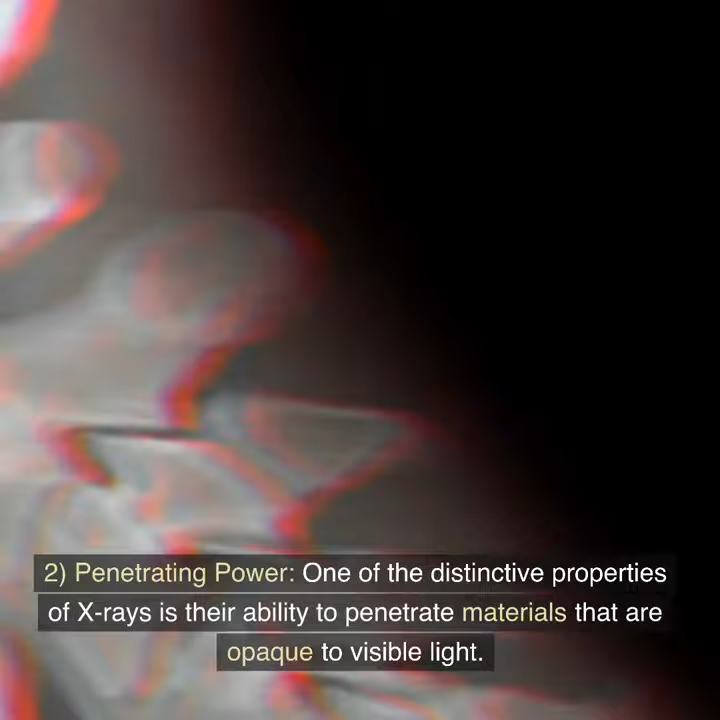 2) Penetrating Power: One of the distinctive properties
of X-rays is their ability to penetrate materials that are
opaque to visible light.